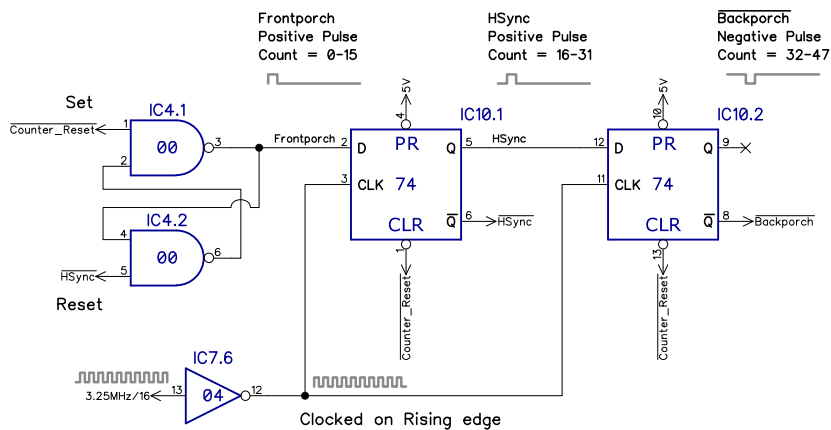 Frontporch
Positive Pulse
Count = 0-15
HSync
Positive Pulse
Count = 16-31
Backporch
Negative Pulse
Count = 32-47
Set
IC4.1
Counter_Reset
1
2
00
3
Frontporch
IC4.2
4
5
00
6
HSync
Reset
5V
4
IC10.1
2
D
PR
Q
5
HSync
3
CLK
74
CLR
Q
6
HSync
1
Counter_Reset
5V
10
IC10.2
12
D
PR
Q
9
11
CLK
74
CLR
Q
8
Backporch
13
Counter_Reset
IC7.6
3.25MHz/16
13
04
12
Clocked on Rising edge